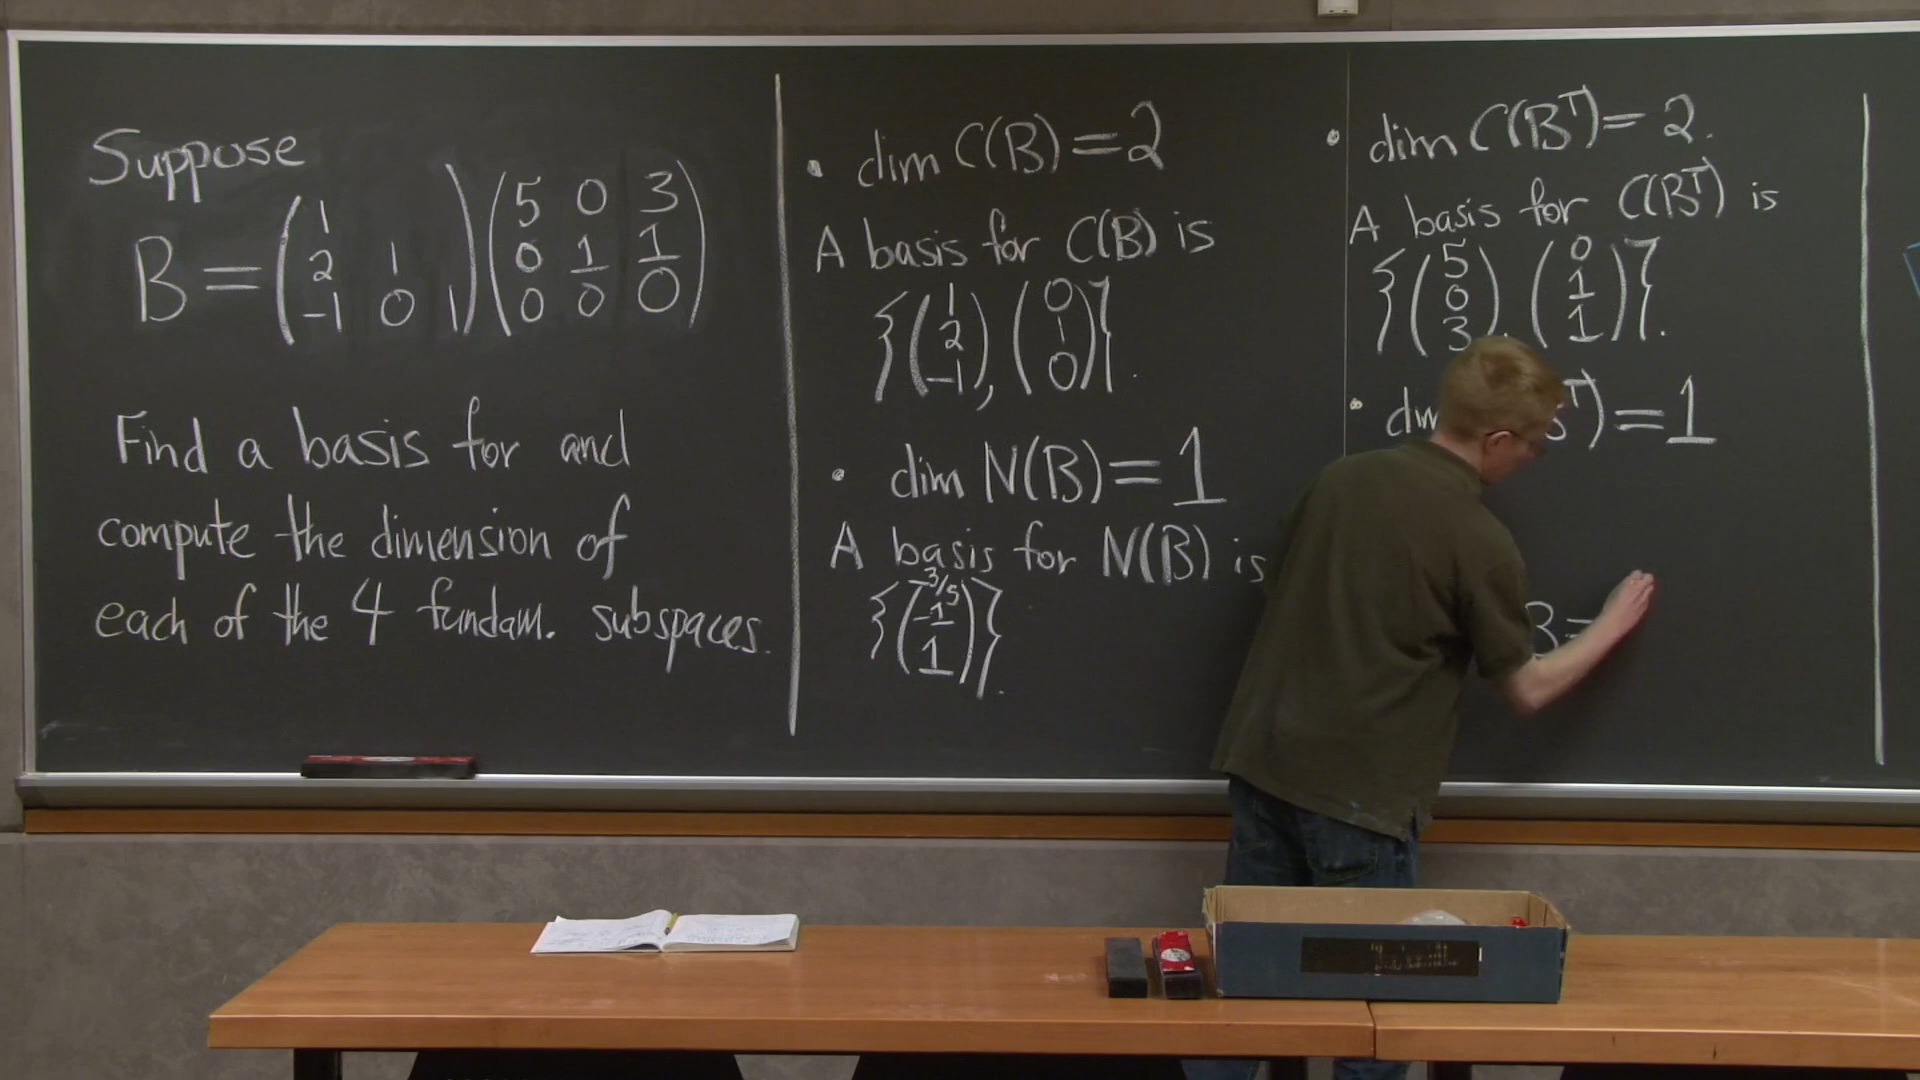 Suppose
B = ( 1
2 1
-1 0 1 ) ( 5 0 3
0 1 1
0 0 0 )
Find a basis for and
compute the dimension of
each of the 4 fundam. subspaces.
• dim C(B) = 2
A basis for C(B) is
{ ( 1
2
-1 ), ( 0
1
0 ) }.
• dim N(B) = 1
A basis for N(B) is
{ ( -3/5
-1
1 ) }.
• dim C(Bᵀ) = 2.
A basis for C(Bᵀ) is
{ ( 5
0
3 ), ( 0
1
1 ) }.
ᵀ) = 1
B =